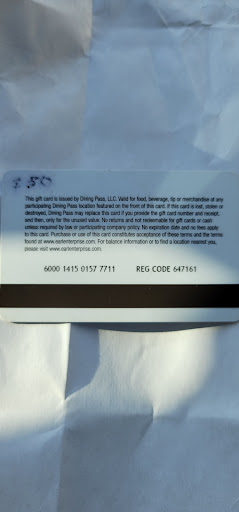 This gift card is issued by Dining Pass, LLC. Valid for food, beverage, tip or merchandise at any
participating Dining Pass location featured on the front of this card. If this card is lost, stolen or
destroyed, Dining Pass may replace this card if you provide the gift card number and receipt,
and then, only for the unused value. No returns and not redeemable for gift cards or cash
unless required by law or participating company policy. No expiration date and no fees apply
to this card. Purchase or use of this card constitutes acceptance of these terms and the terms
found at www.eartenterprise.com. For balance information or to find a location nearest you,
please visit www.eartenterprise.com.
6000 1415 0157 7711 REG CODE 647161